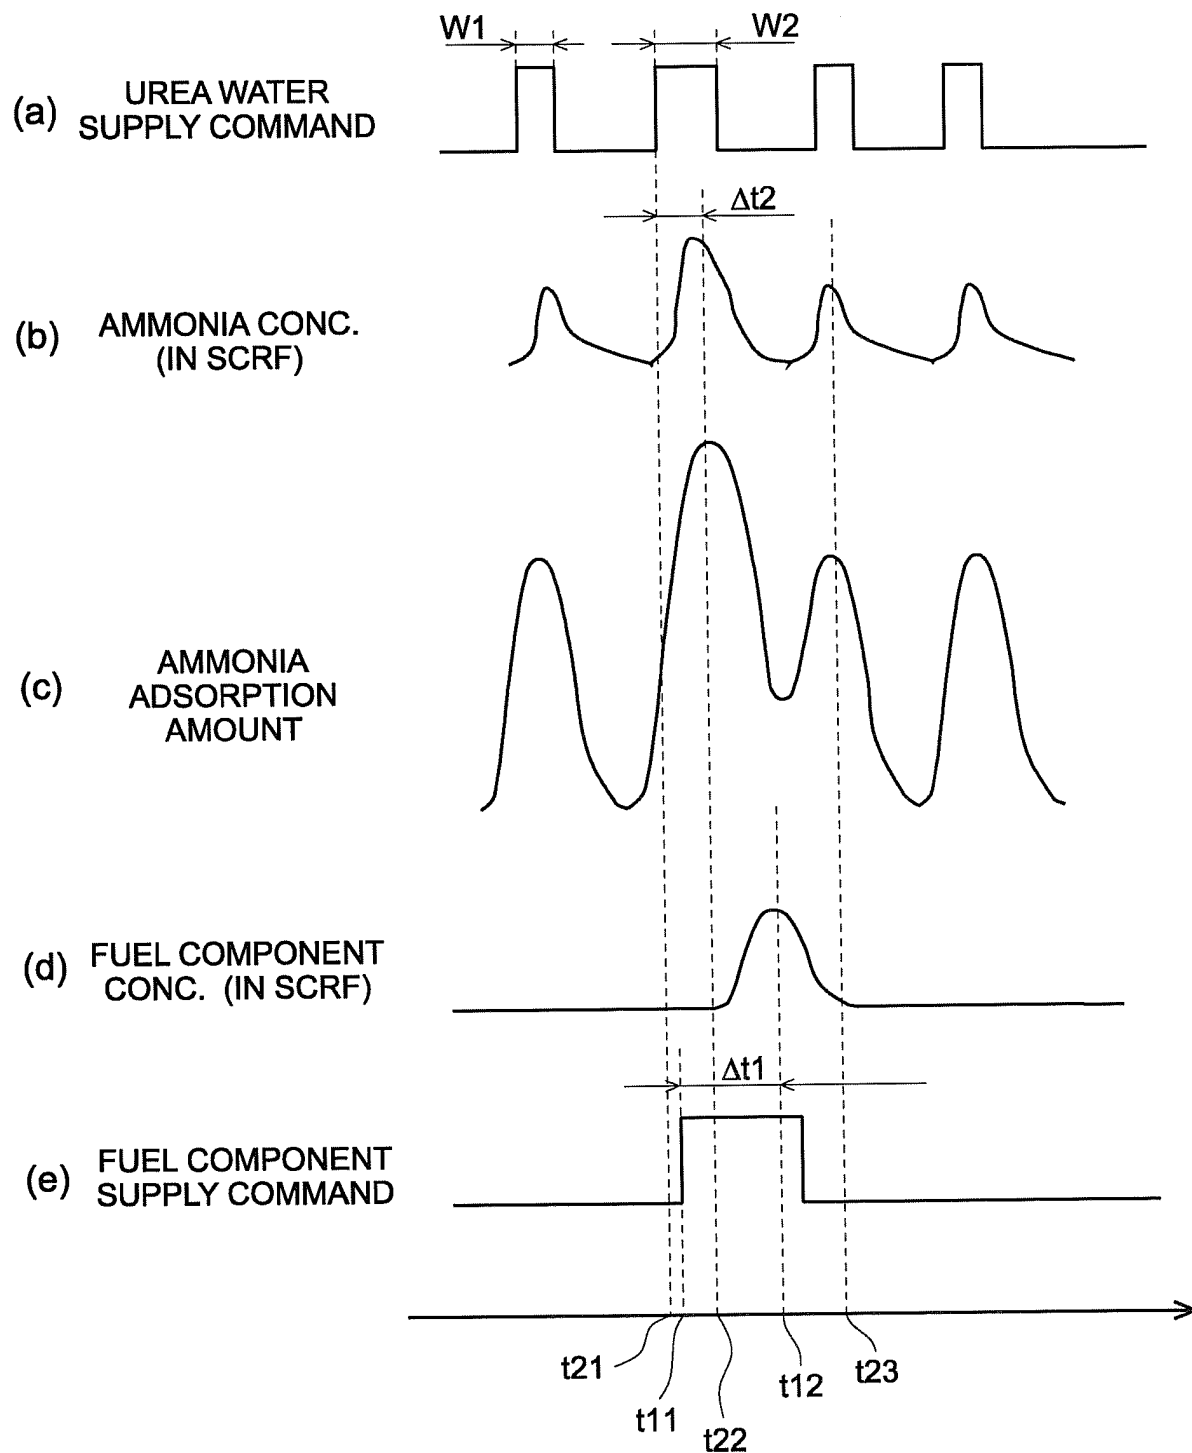 W1
W2
(a) UREA WATER
SUPPLY COMMAND
Δt2
(b) AMMONIA CONC.
(IN SCRF)
(c) AMMONIA
ADSORPTION
AMOUNT
(d) FUEL COMPONENT
CONC. (IN SCRF)
Δt1
(e) FUEL COMPONENT
SUPPLY COMMAND
t21
t11
t22
t12
t23